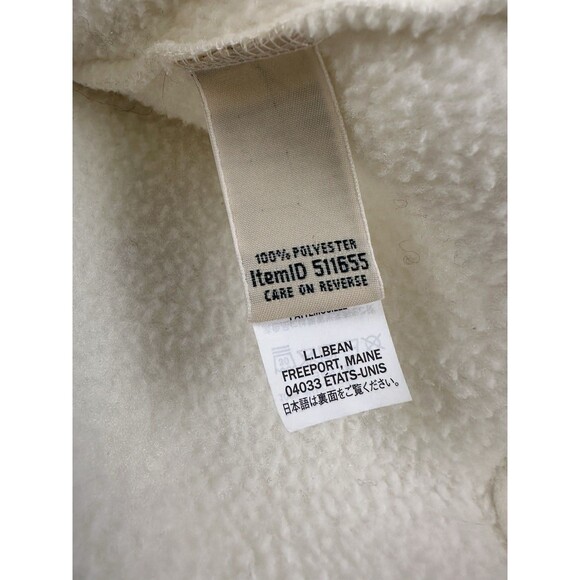 100% POLYESTER
ItemID 511655
CARE ON REVERSE
L.L.BEAN
FREEPORT, MAINE
04033 ÉTATS-UNIS
日本語は裏面をご覧ください。